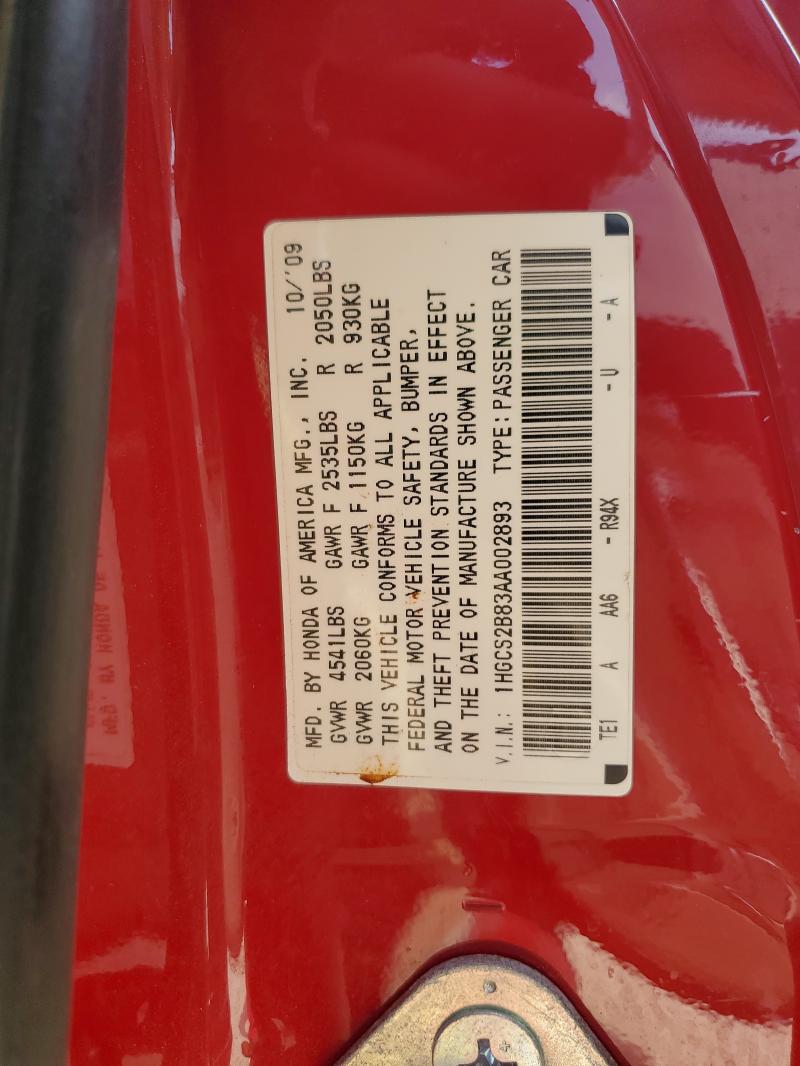 MFD. BY HONDA OF AMERICA MFG., INC. 10/'09
GVWR 4541LBS GAWR F 2535LBS R 2050LBS
GVWR 2060KG GAWR F 1150KG R 930KG
THIS VEHICLE CONFORMS TO ALL APPLICABLE
FEDERAL MOTOR VEHICLE SAFETY, BUMPER,
AND THEFT PREVENTION STANDARDS IN EFFECT
ON THE DATE OF MANUFACTURE SHOWN ABOVE.
V.I.N.: 1HGCS2B83AA002893 TYPE: PASSENGER CAR
TE1 A AA6 - R94X - U - A